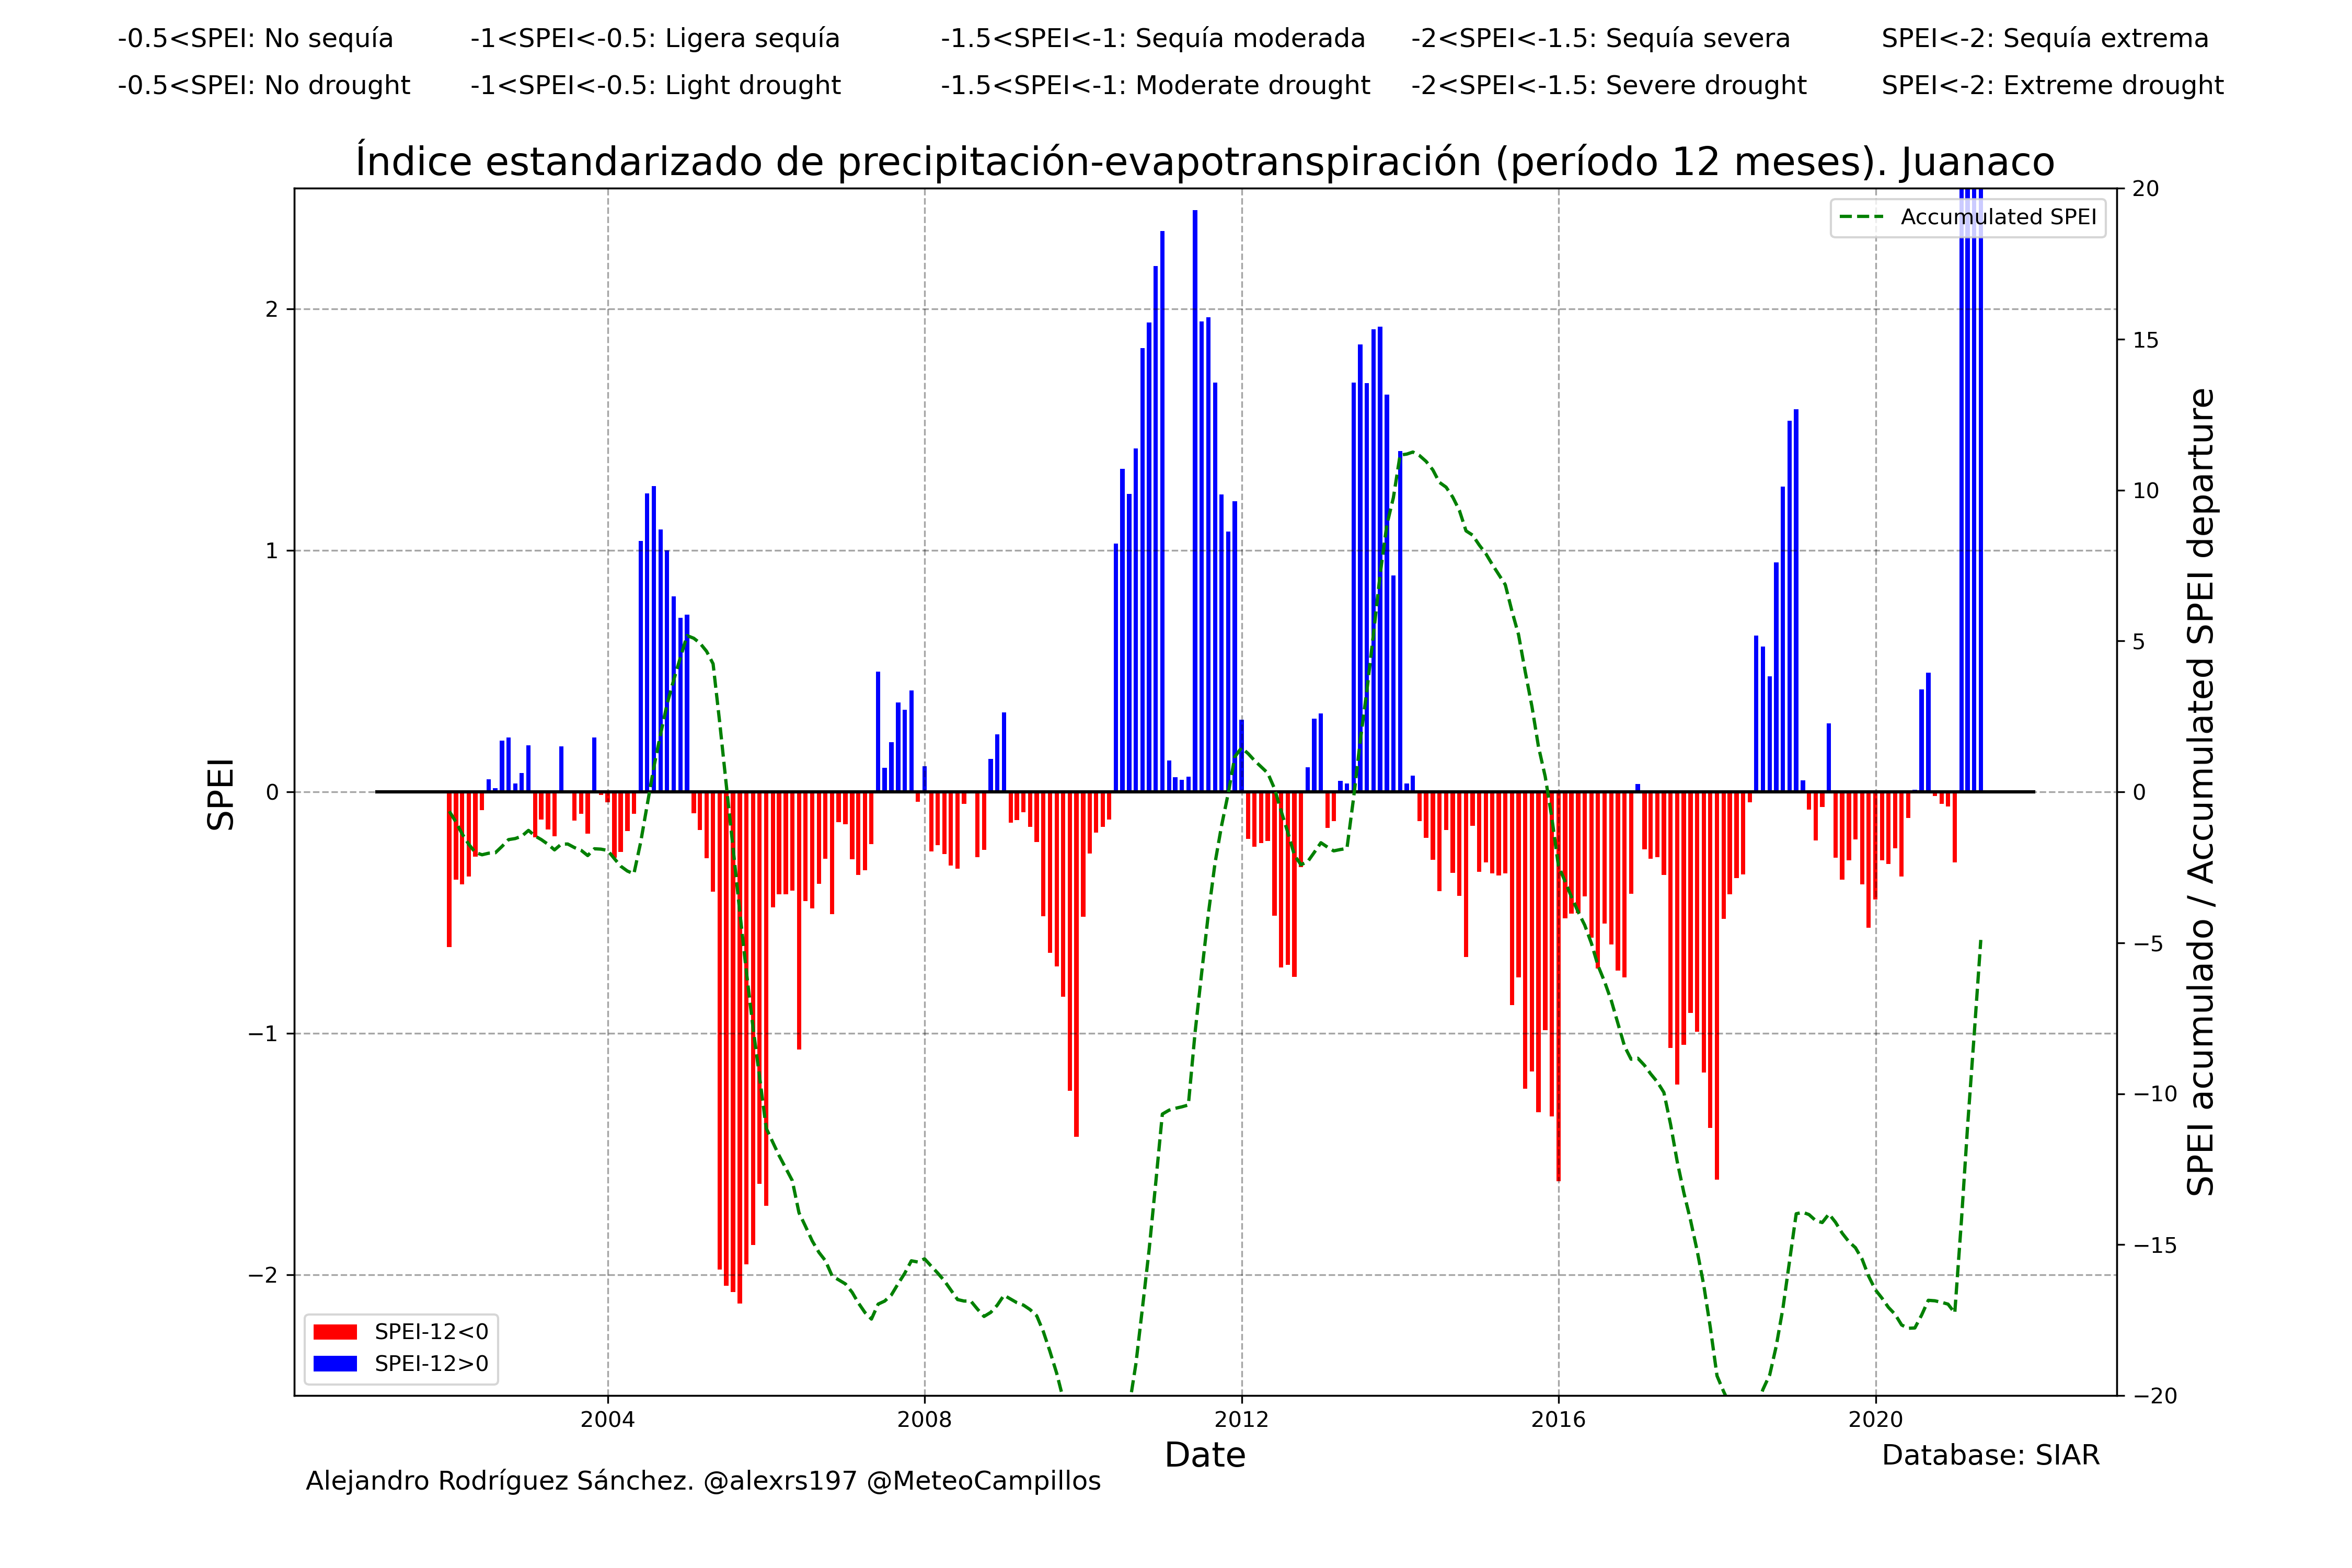 -0.5<SPEI: No sequía -1<SPEI<-0.5: Ligera sequía -1.5<SPEI<-1: Sequía moderada -2<SPEI<-1.5: Sequía severa SPEI<-2: Sequía extrema
-0.5<SPEI: No drought -1<SPEI<-0.5: Light drought -1.5<SPEI<-1: Moderate drought -2<SPEI<-1.5: Severe drought SPEI<-2: Extreme drought
Índice estandarizado de precipitación-evapotranspiración (período 12 meses). Juanaco
Accumulated SPEI
SPEI
2
1
0
−1
−2
20
15
10
5
0
−5
−10
−15
−20
SPEI acumulado / Accumulated SPEI departure
SPEI-12<0
SPEI-12>0
2004 2008 2012 2016 2020
Date
Database: SIAR
Alejandro Rodríguez Sánchez. @alexrs197 @MeteoCampillos